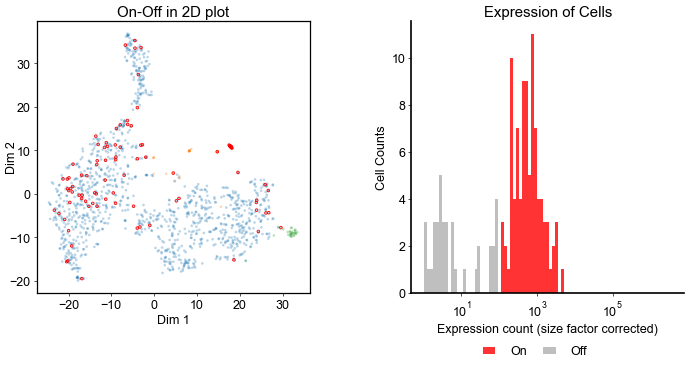 On-Off in 2D plot
Dim 2
30
20
10
0
−10
−20
−20 −10 0 10 20 30
Dim 1
Expression of Cells
Cell Counts
10
8
6
4
2
0
10^1 10^3 10^5
Expression count (size factor corrected)
On Off